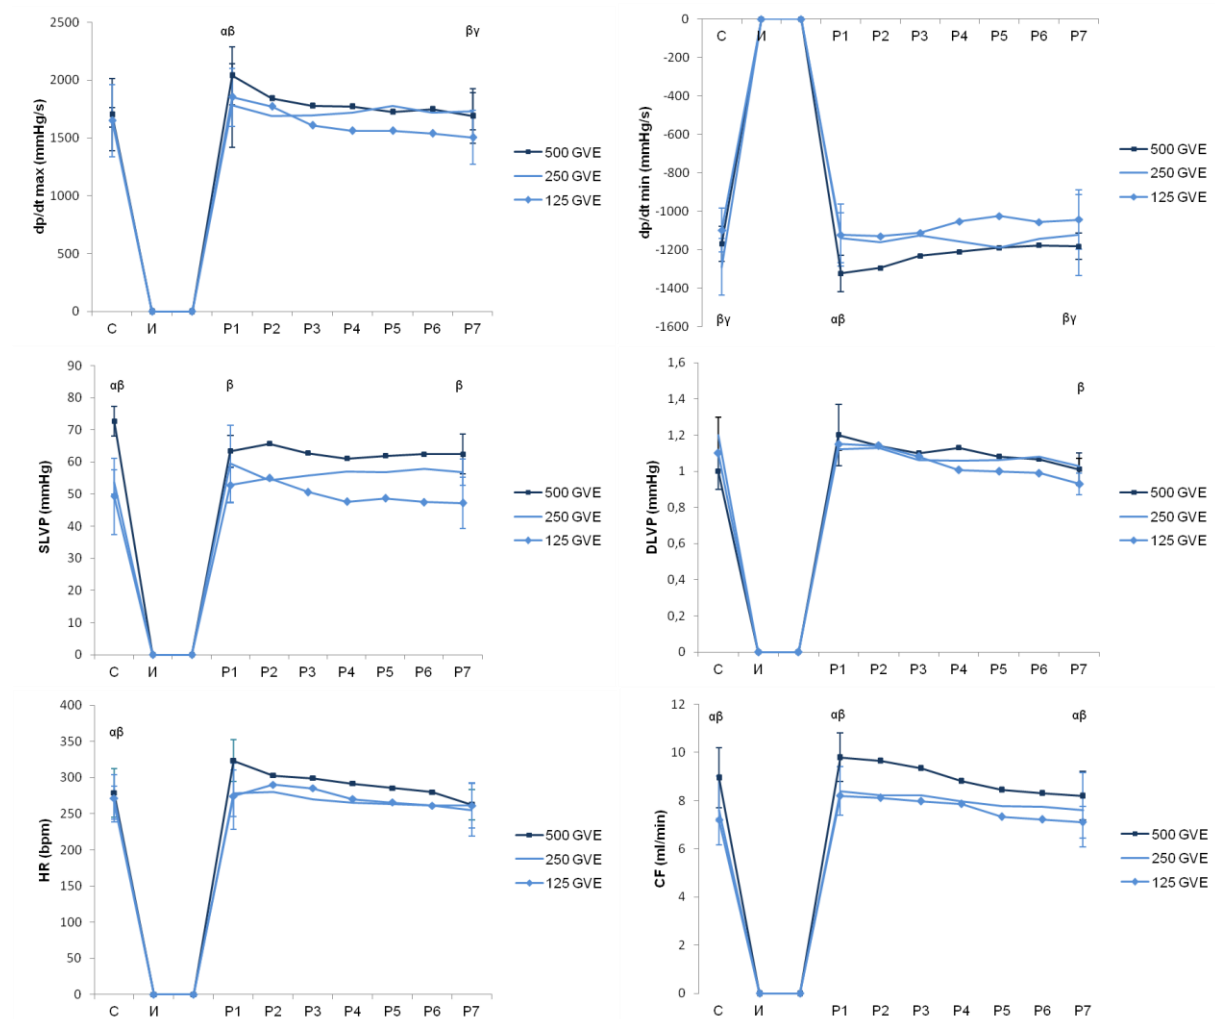 αβ βγ
dp/dt max (mmHg/s)
2500
2000
1500
1000
500
0
С И P1 P2 P3 P4 P5 P6 P7
500 GVE
250 GVE
125 GVE
dp/dt min (mmHg/s)
0
-200
-400
-600
-800
-1000
-1200
-1400
-1600
С И P1 P2 P3 P4 P5 P6 P7
βγ αβ βγ
500 GVE
250 GVE
125 GVE
αβ β β
SLVP (mmHg)
90
80
70
60
50
40
30
20
10
0
С И P1 P2 P3 P4 P5 P6 P7
500 GVE
250 GVE
125 GVE
β
DLVP (mmHg)
1,6
1,4
1,2
1
0,8
0,6
0,4
0,2
0
С И P1 P2 P3 P4 P5 P6 P7
500 GVE
250 GVE
125 GVE
αβ
HR (bpm)
400
350
300
250
200
150
100
50
0
С И P1 P2 P3 P4 P5 P6 P7
500 GVE
250 GVE
125 GVE
αβ αβ αβ
CF (ml/min)
12
10
8
6
4
2
0
С И P1 P2 P3 P4 P5 P6 P7
500 GVE
250 GVE
125 GVE